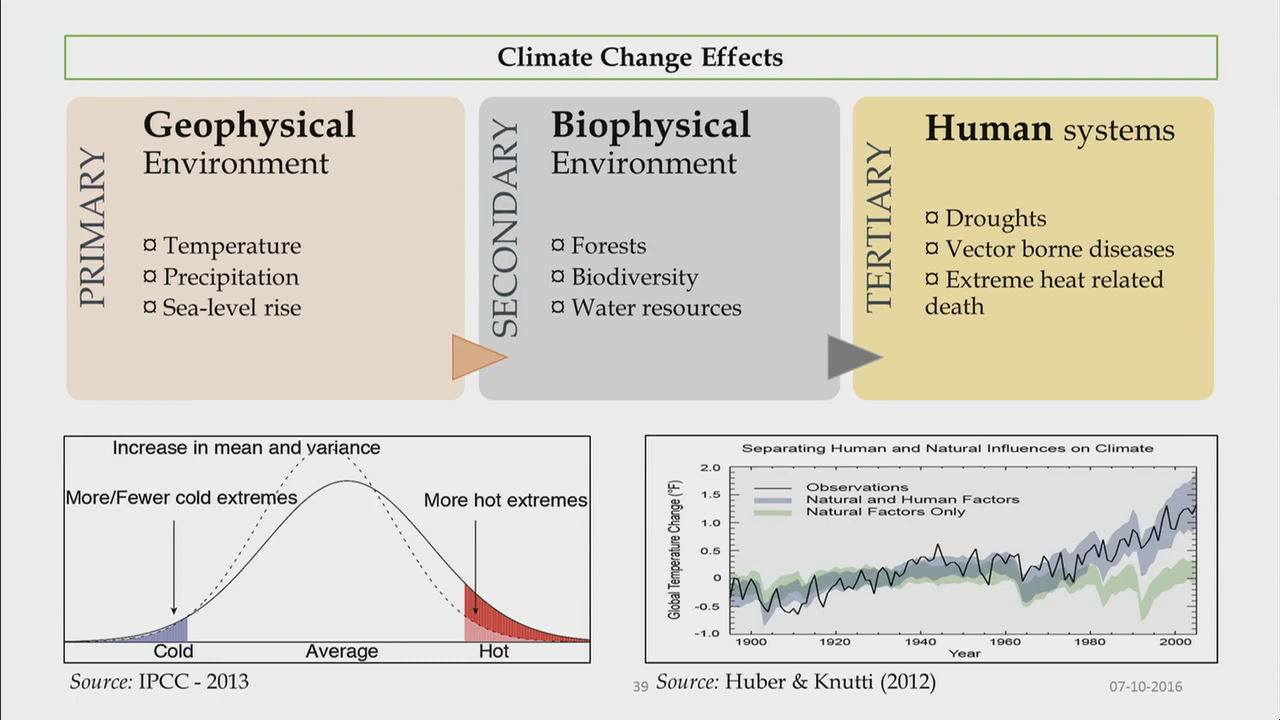 Climate Change Effects
PRIMARY
Geophysical
Environment
¤ Temperature
¤ Precipitation
¤ Sea-level rise
SECONDARY
Biophysical
Environment
¤ Forests
¤ Biodiversity
¤ Water resources
TERTIARY
Human systems
¤ Droughts
¤ Vector borne diseases
¤ Extreme heat related
death
Increase in mean and variance
More/Fewer cold extremes
More hot extremes
Cold
Average
Hot
Source: IPCC - 2013
Separating Human and Natural Influences on Climate
Global Temperature Change (°F)
2.0
1.5
1.0
0.5
0
-0.5
-1.0
Observations
Natural and Human Factors
Natural Factors Only
1900
1920
1940
1960
1980
2000
Year
39
Source: Huber & Knutti (2012)
07-10-2016